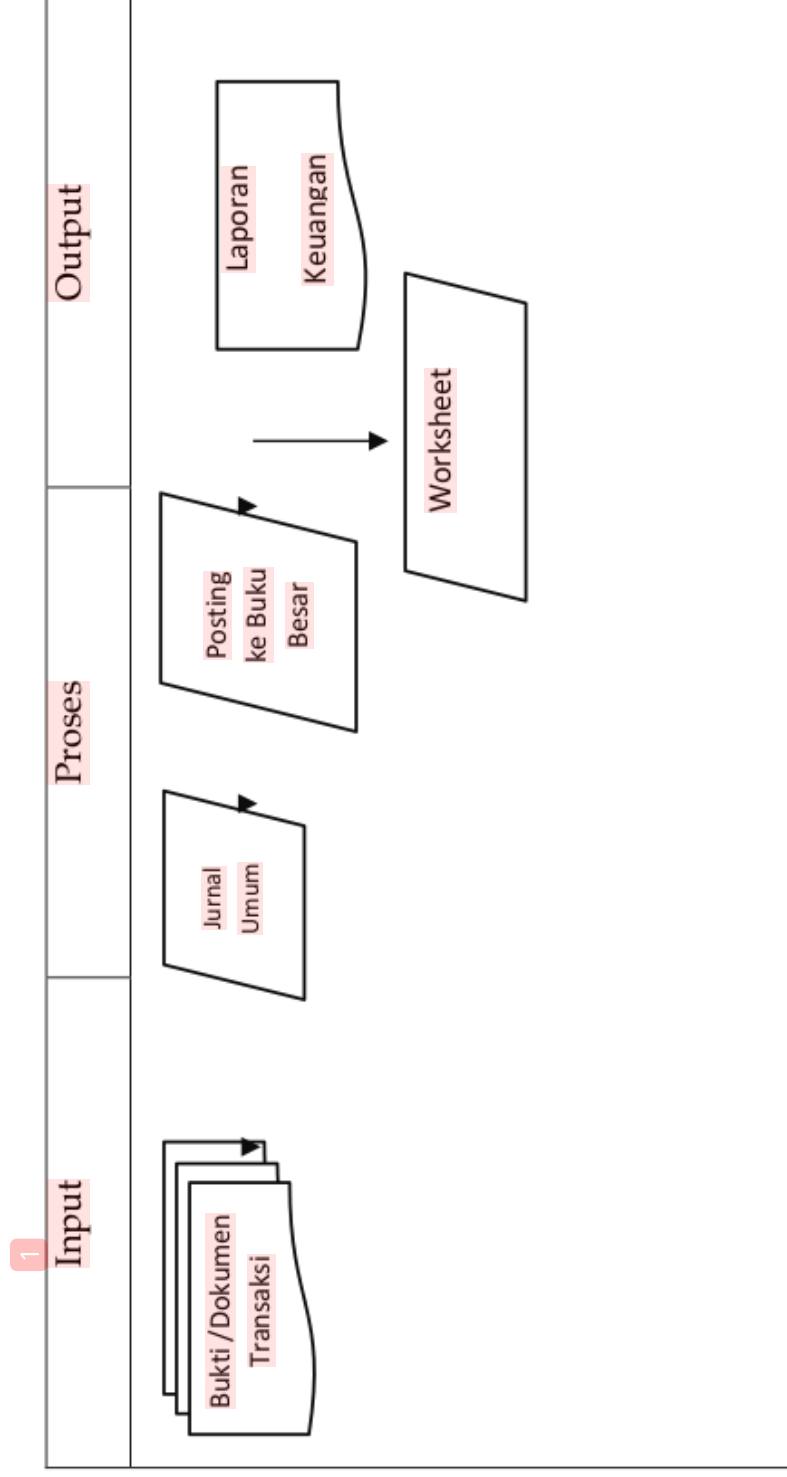 1
Input
Proses
Output
Bukti /Dokumen
Transaksi
Jurnal
Umum
Posting
ke Buku
Besar
Worksheet
Laporan
Keuangan